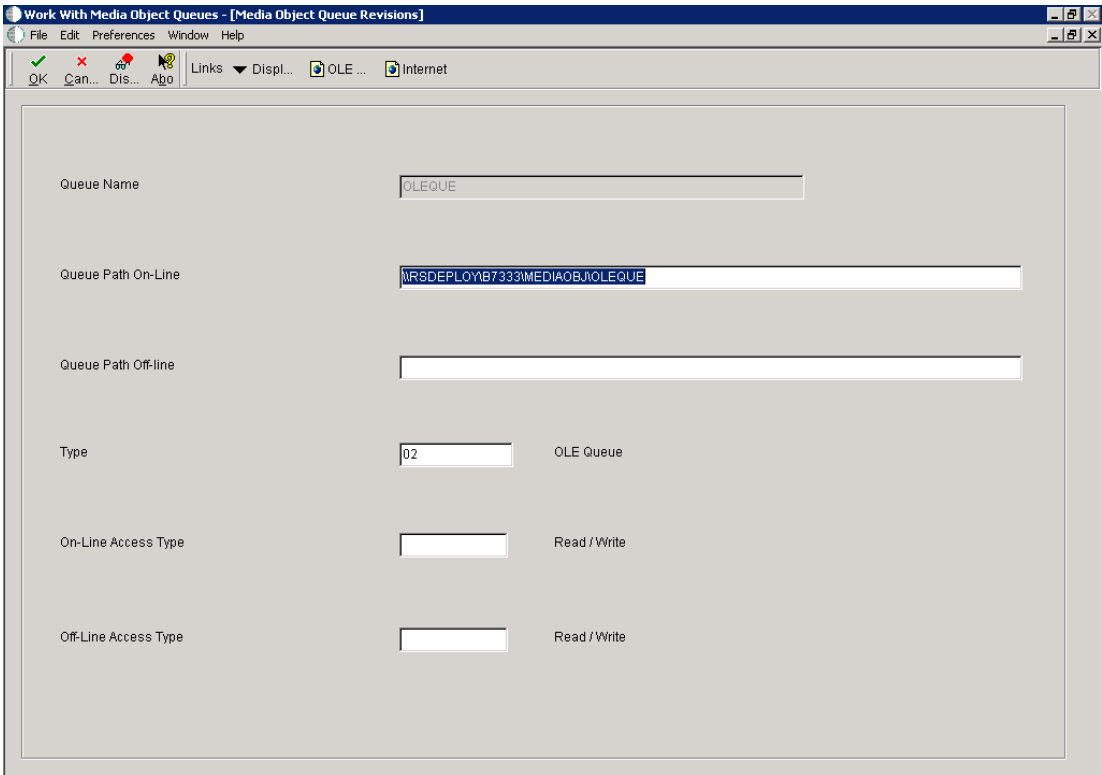 Work With Media Object Queues - [Media Object Queue Revisions]
File Edit Preferences Window Help
OK Can... Dis... Abo Links Displ... OLE ... Internet
Queue Name OLEQUE
Queue Path On-Line \\RSDEPLOY\B7333\MEDIAOBJ\OLEQUE
Queue Path Off-line
Type 02 OLE Queue
On-Line Access Type Read / Write
Off-Line Access Type Read / Write